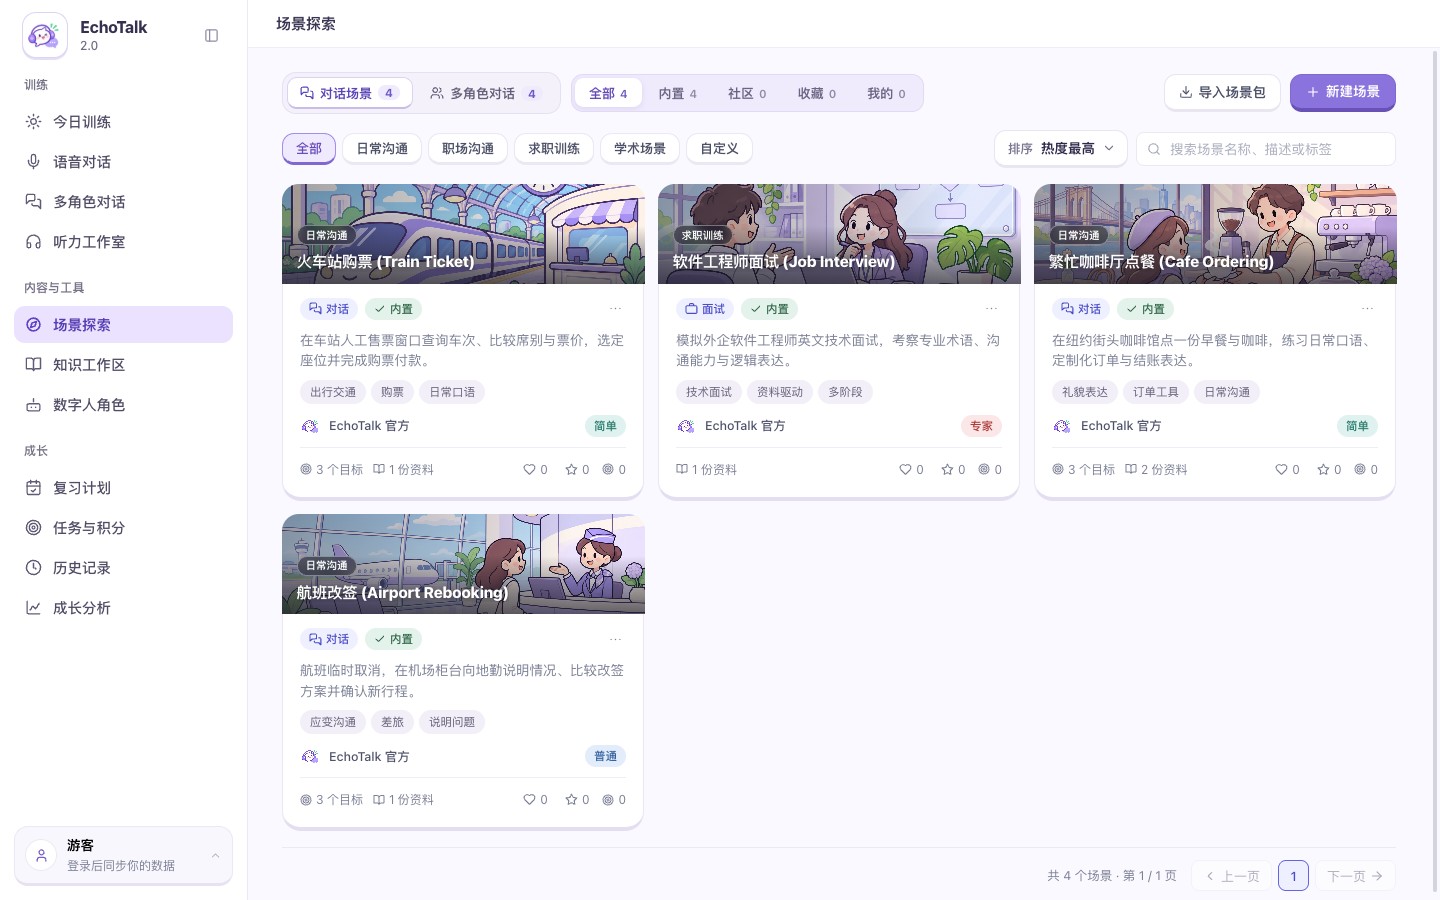 EchoTalk
2.0
训练
今日训练
语音对话
多角色对话
听力工作室
内容与工具
场景探索
知识工作区
数字人角色
成长
复习计划
任务与积分
历史记录
成长分析
游客
登录后同步你的数据
场景探索
对话场景 4
多角色对话 4
全部 4
内置 4
社区 0
收藏 0
我的 0
导入场景包
新建场景
全部
日常沟通
职场沟通
求职训练
学术场景
自定义
排序 热度最高
搜索场景名称、描述或标签
日常沟通
火车站购票 (Train Ticket)
对话
内置
在车站人工售票窗口查询车次、比较席别与票价，选定
座位并完成购票付款。
出行交通 购票 日常口语
EchoTalk 官方
简单
3 个目标 1 份资料 0 0 0
求职训练
软件工程师面试 (Job Interview)
面试
内置
模拟外企软件工程师英文技术面试，考察专业术语、沟
通能力与逻辑表达。
技术面试 资料驱动 多阶段
EchoTalk 官方
专家
1 份资料 0 0 0
日常沟通
繁忙咖啡厅点餐 (Cafe Ordering)
对话
内置
在纽约街头咖啡馆点一份早餐与咖啡，练习日常口语、
定制化订单与结账表达。
礼貌表达 订单工具 日常沟通
EchoTalk 官方
简单
3 个目标 2 份资料 0 0 0
日常沟通
航班改签 (Airport Rebooking)
对话
内置
航班临时取消，在机场柜台向地勤说明情况、比较改签
方案并确认新行程。
应变沟通 差旅 说明问题
EchoTalk 官方
普通
3 个目标 1 份资料 0 0 0
共 4 个场景 · 第 1 / 1 页
上一页
1
下一页